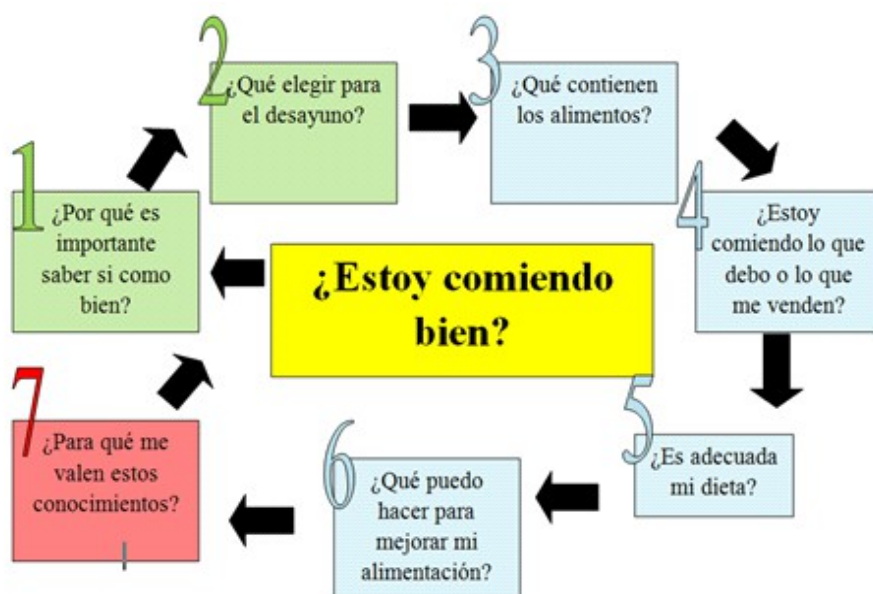 1
¿Por qué es
importante
saber si como
bien?
2
¿Qué elegir para
el desayuno?
3
¿Qué contienen
los alimentos?
4
¿Estoy
comiendo lo que
debo o lo que
me venden?
¿Estoy comiendo
bien?
5
¿Es adecuada
mi dieta?
6
¿Qué puedo
hacer para
mejorar mi
alimentación?
7
¿Para qué me
valen estos
conocimientos?